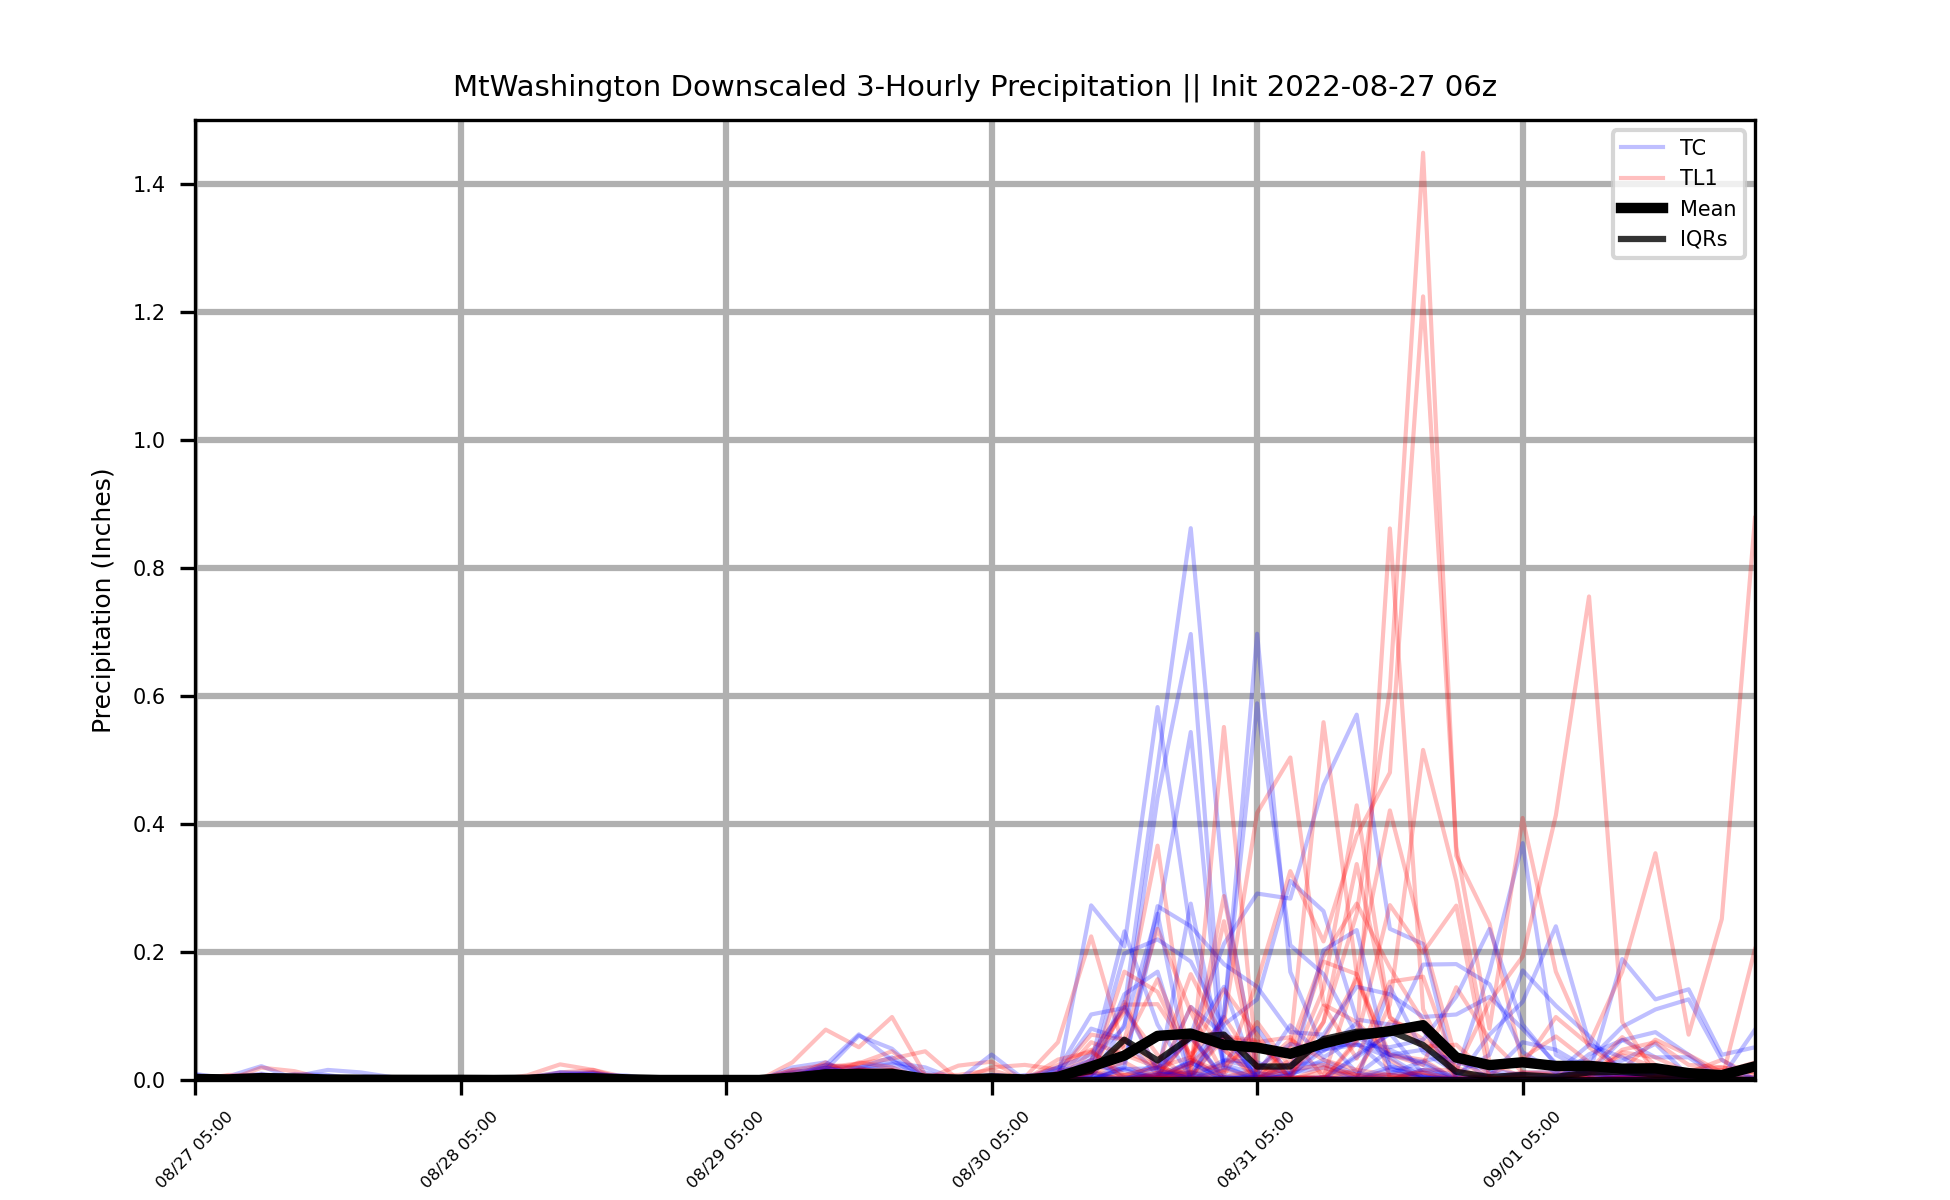 MtWashington Downscaled 3-Hourly Precipitation || Init 2022-08-27 06z
TC
TL1
Mean
IQRs
Precipitation (Inches)
1.4
1.2
1.0
0.8
0.6
0.4
0.2
0.0
08/27 05:00
08/28 05:00
08/29 05:00
08/30 05:00
08/31 05:00
09/01 05:00